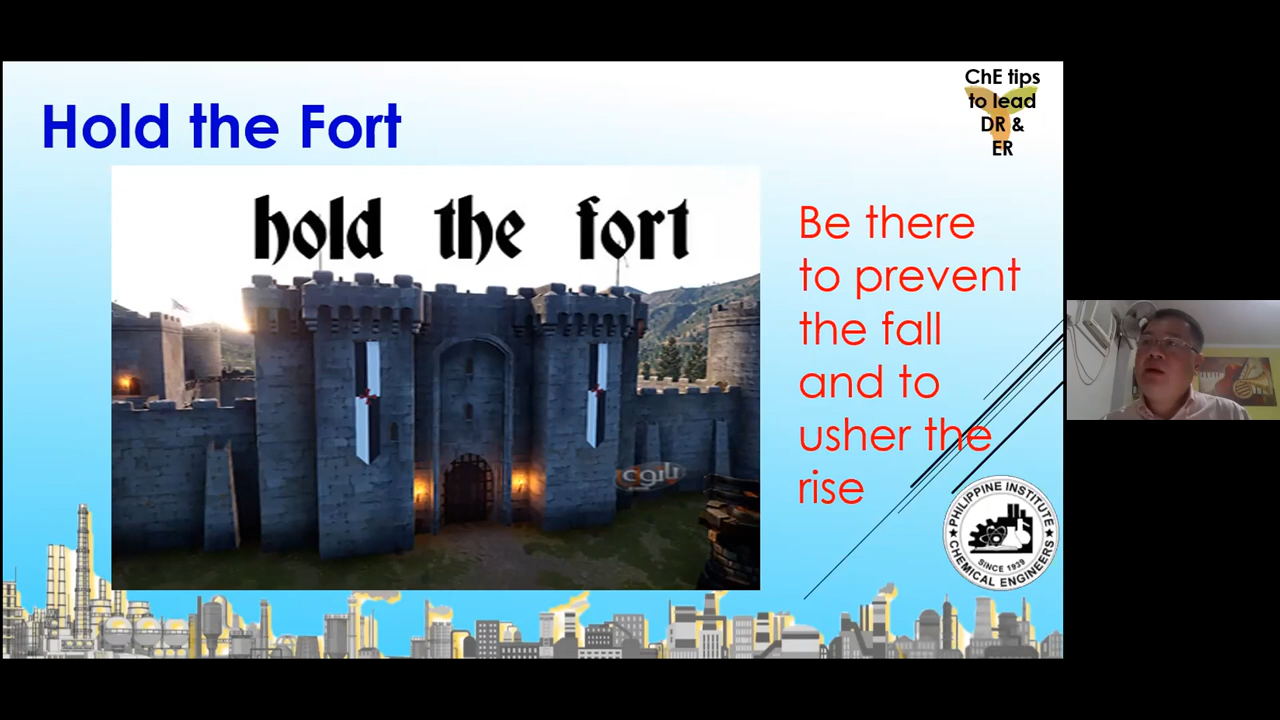 Hold the Fort
ChE tips
to lead
DR &
ER
hold the fort
Be there
to prevent
the fall
and to
usher the
rise
PHILIPPINE INSTITUTE
CHEMICAL ENGINEERS
SINCE 1939